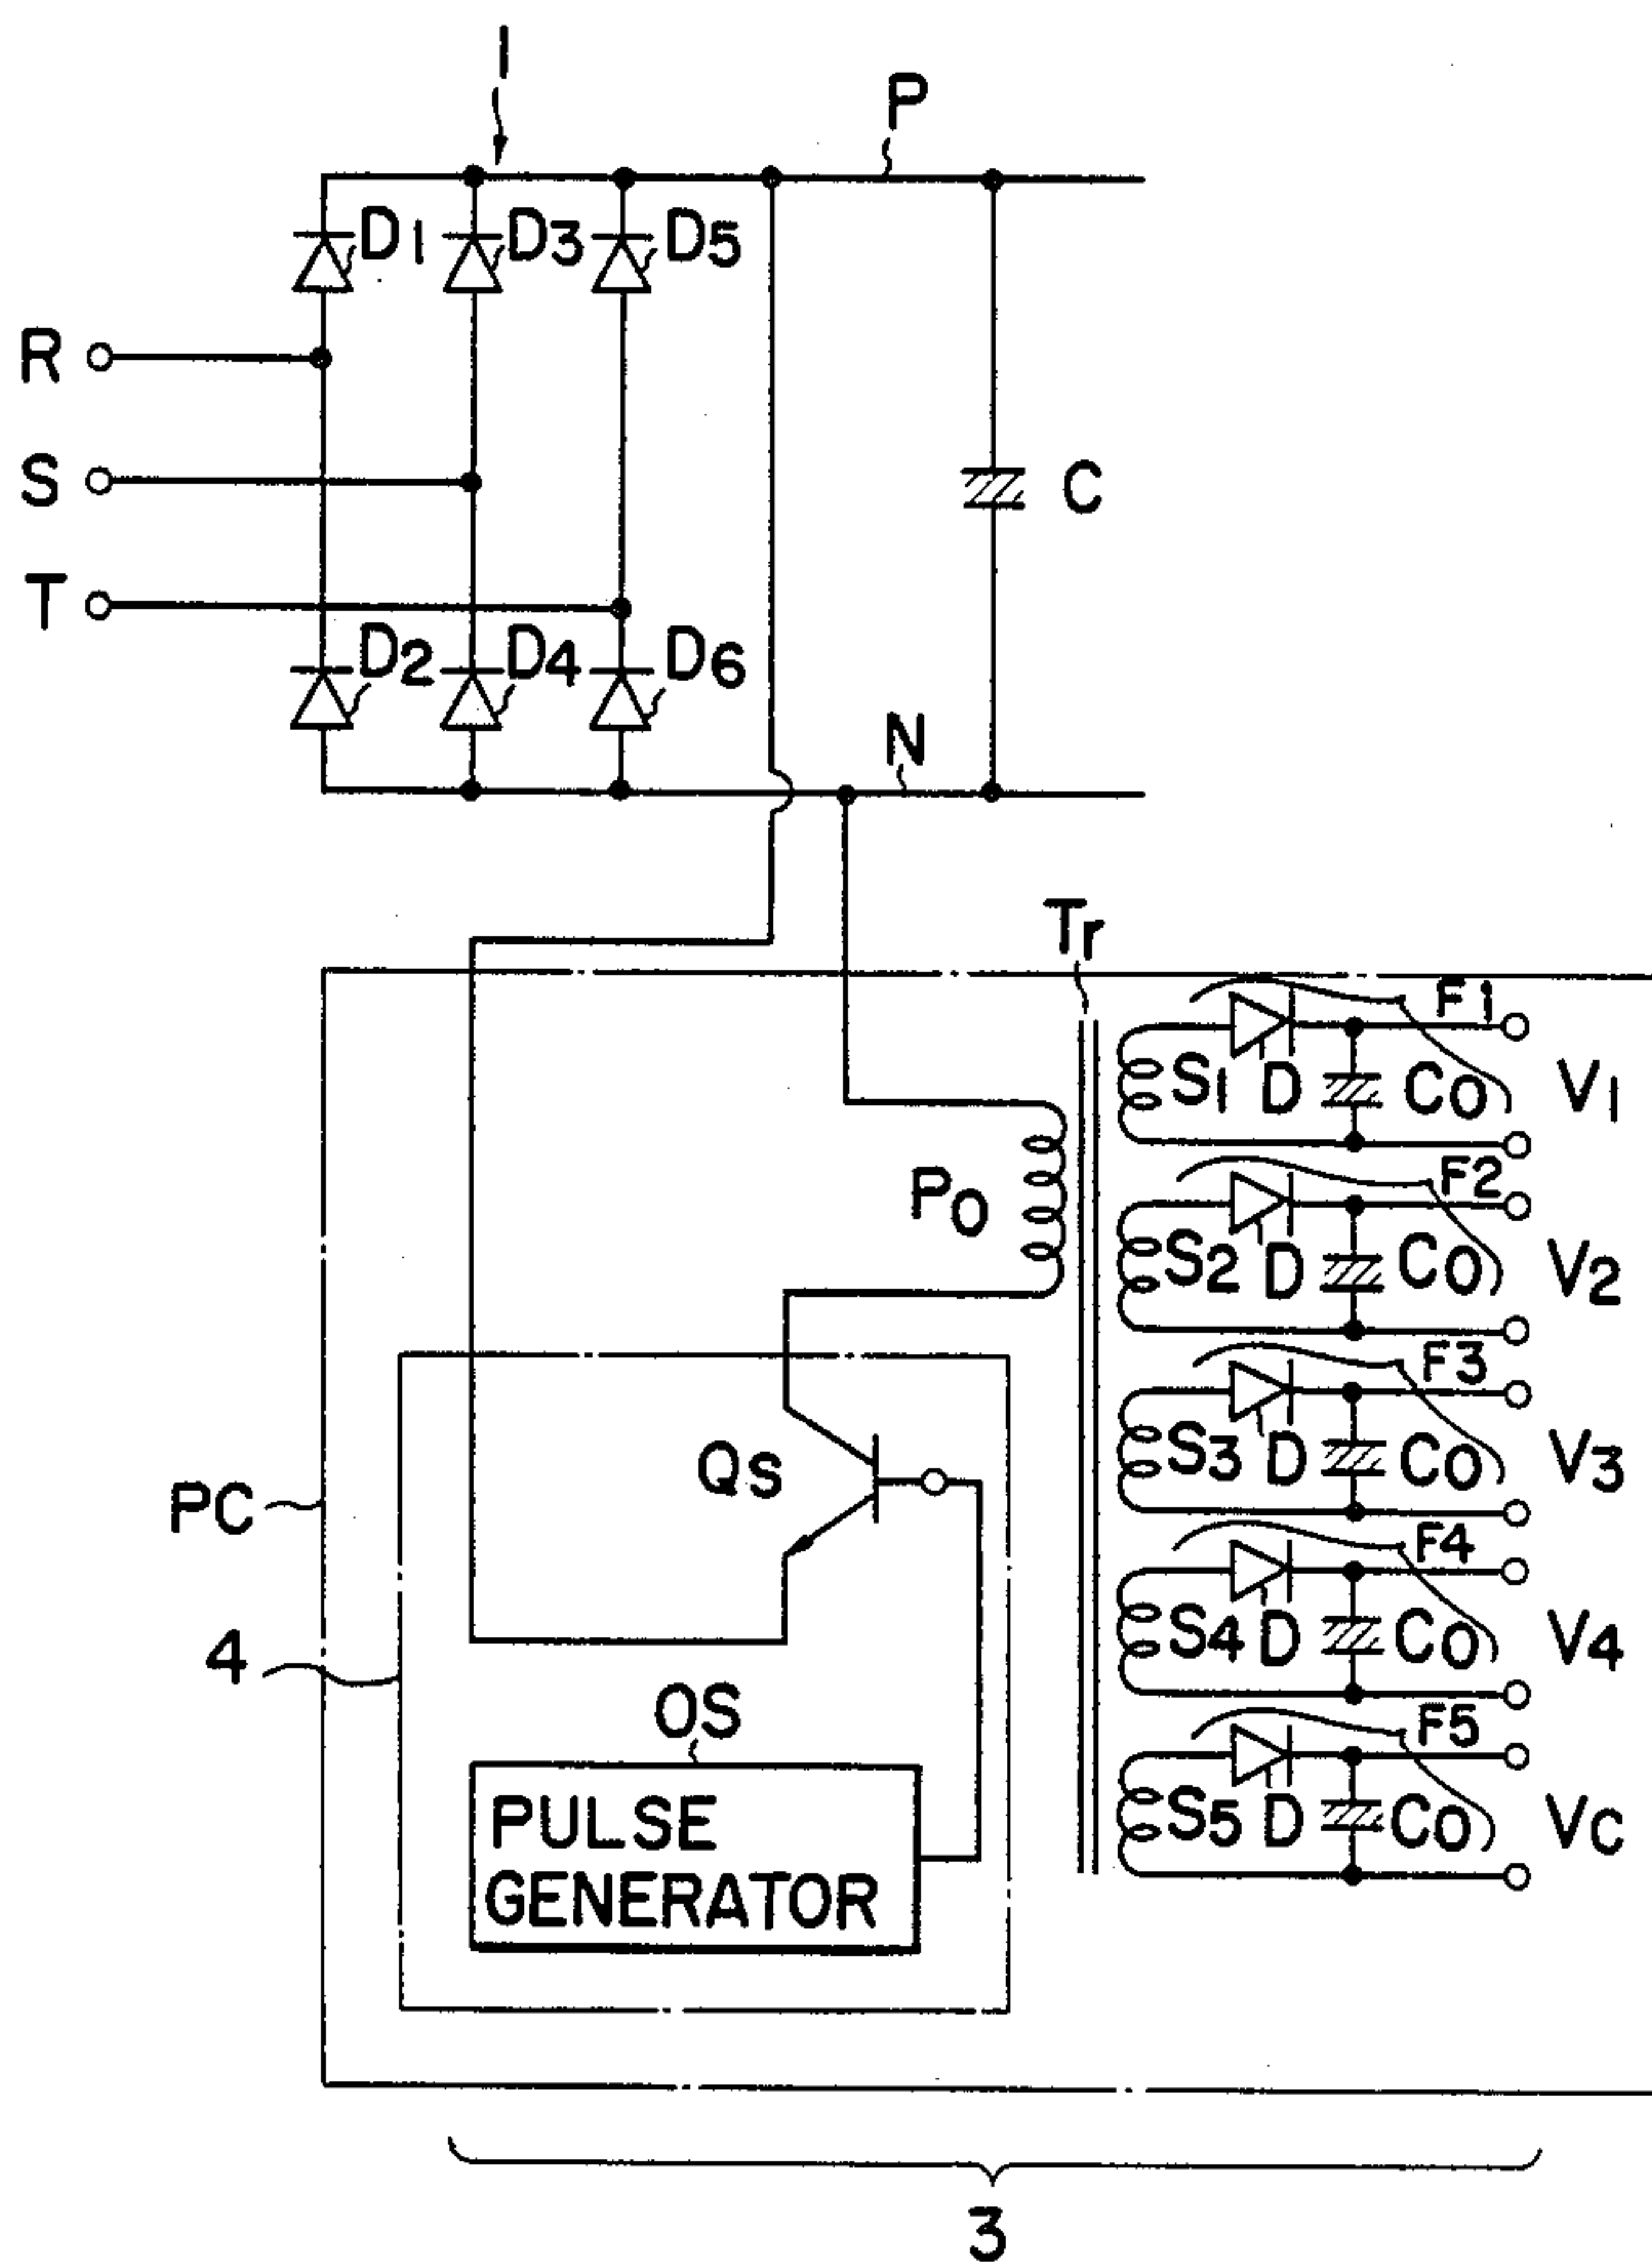 1
P
D1 D3 D5
R
S
C
T
D2 D4 D6
N
Tr
F1
S1 D Co V1
Po
F2
S2 D Co V2
F3
S3 D Co V3
QS
PC
F4
S4 D Co V4
4
OS
F5
S5 D Co VC
PULSE
GENERATOR
3